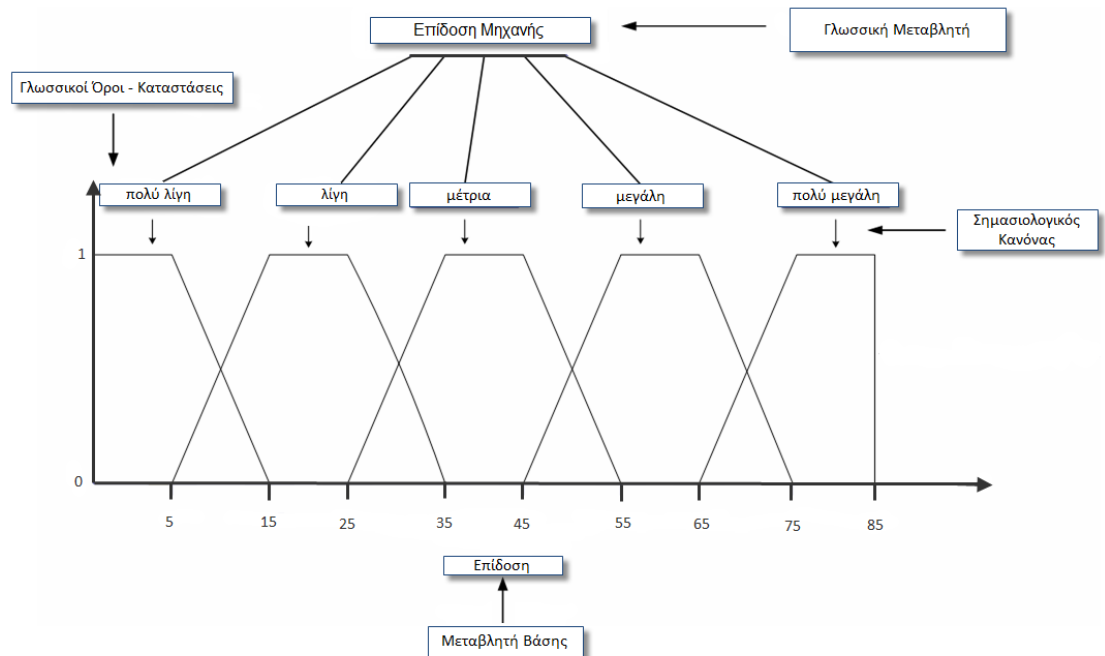 Επίδοση Μηχανής
Γλωσσική Μεταβλητή
Γλωσσικοί Όροι - Καταστάσεις
πολύ λίγη
λίγη
μέτρια
μεγάλη
πολύ μεγάλη
Σημασιολογικός
Κανόνας
1
0
5 15 25 35 45 55 65 75 85
Επίδοση
Μεταβλητή Βάσης